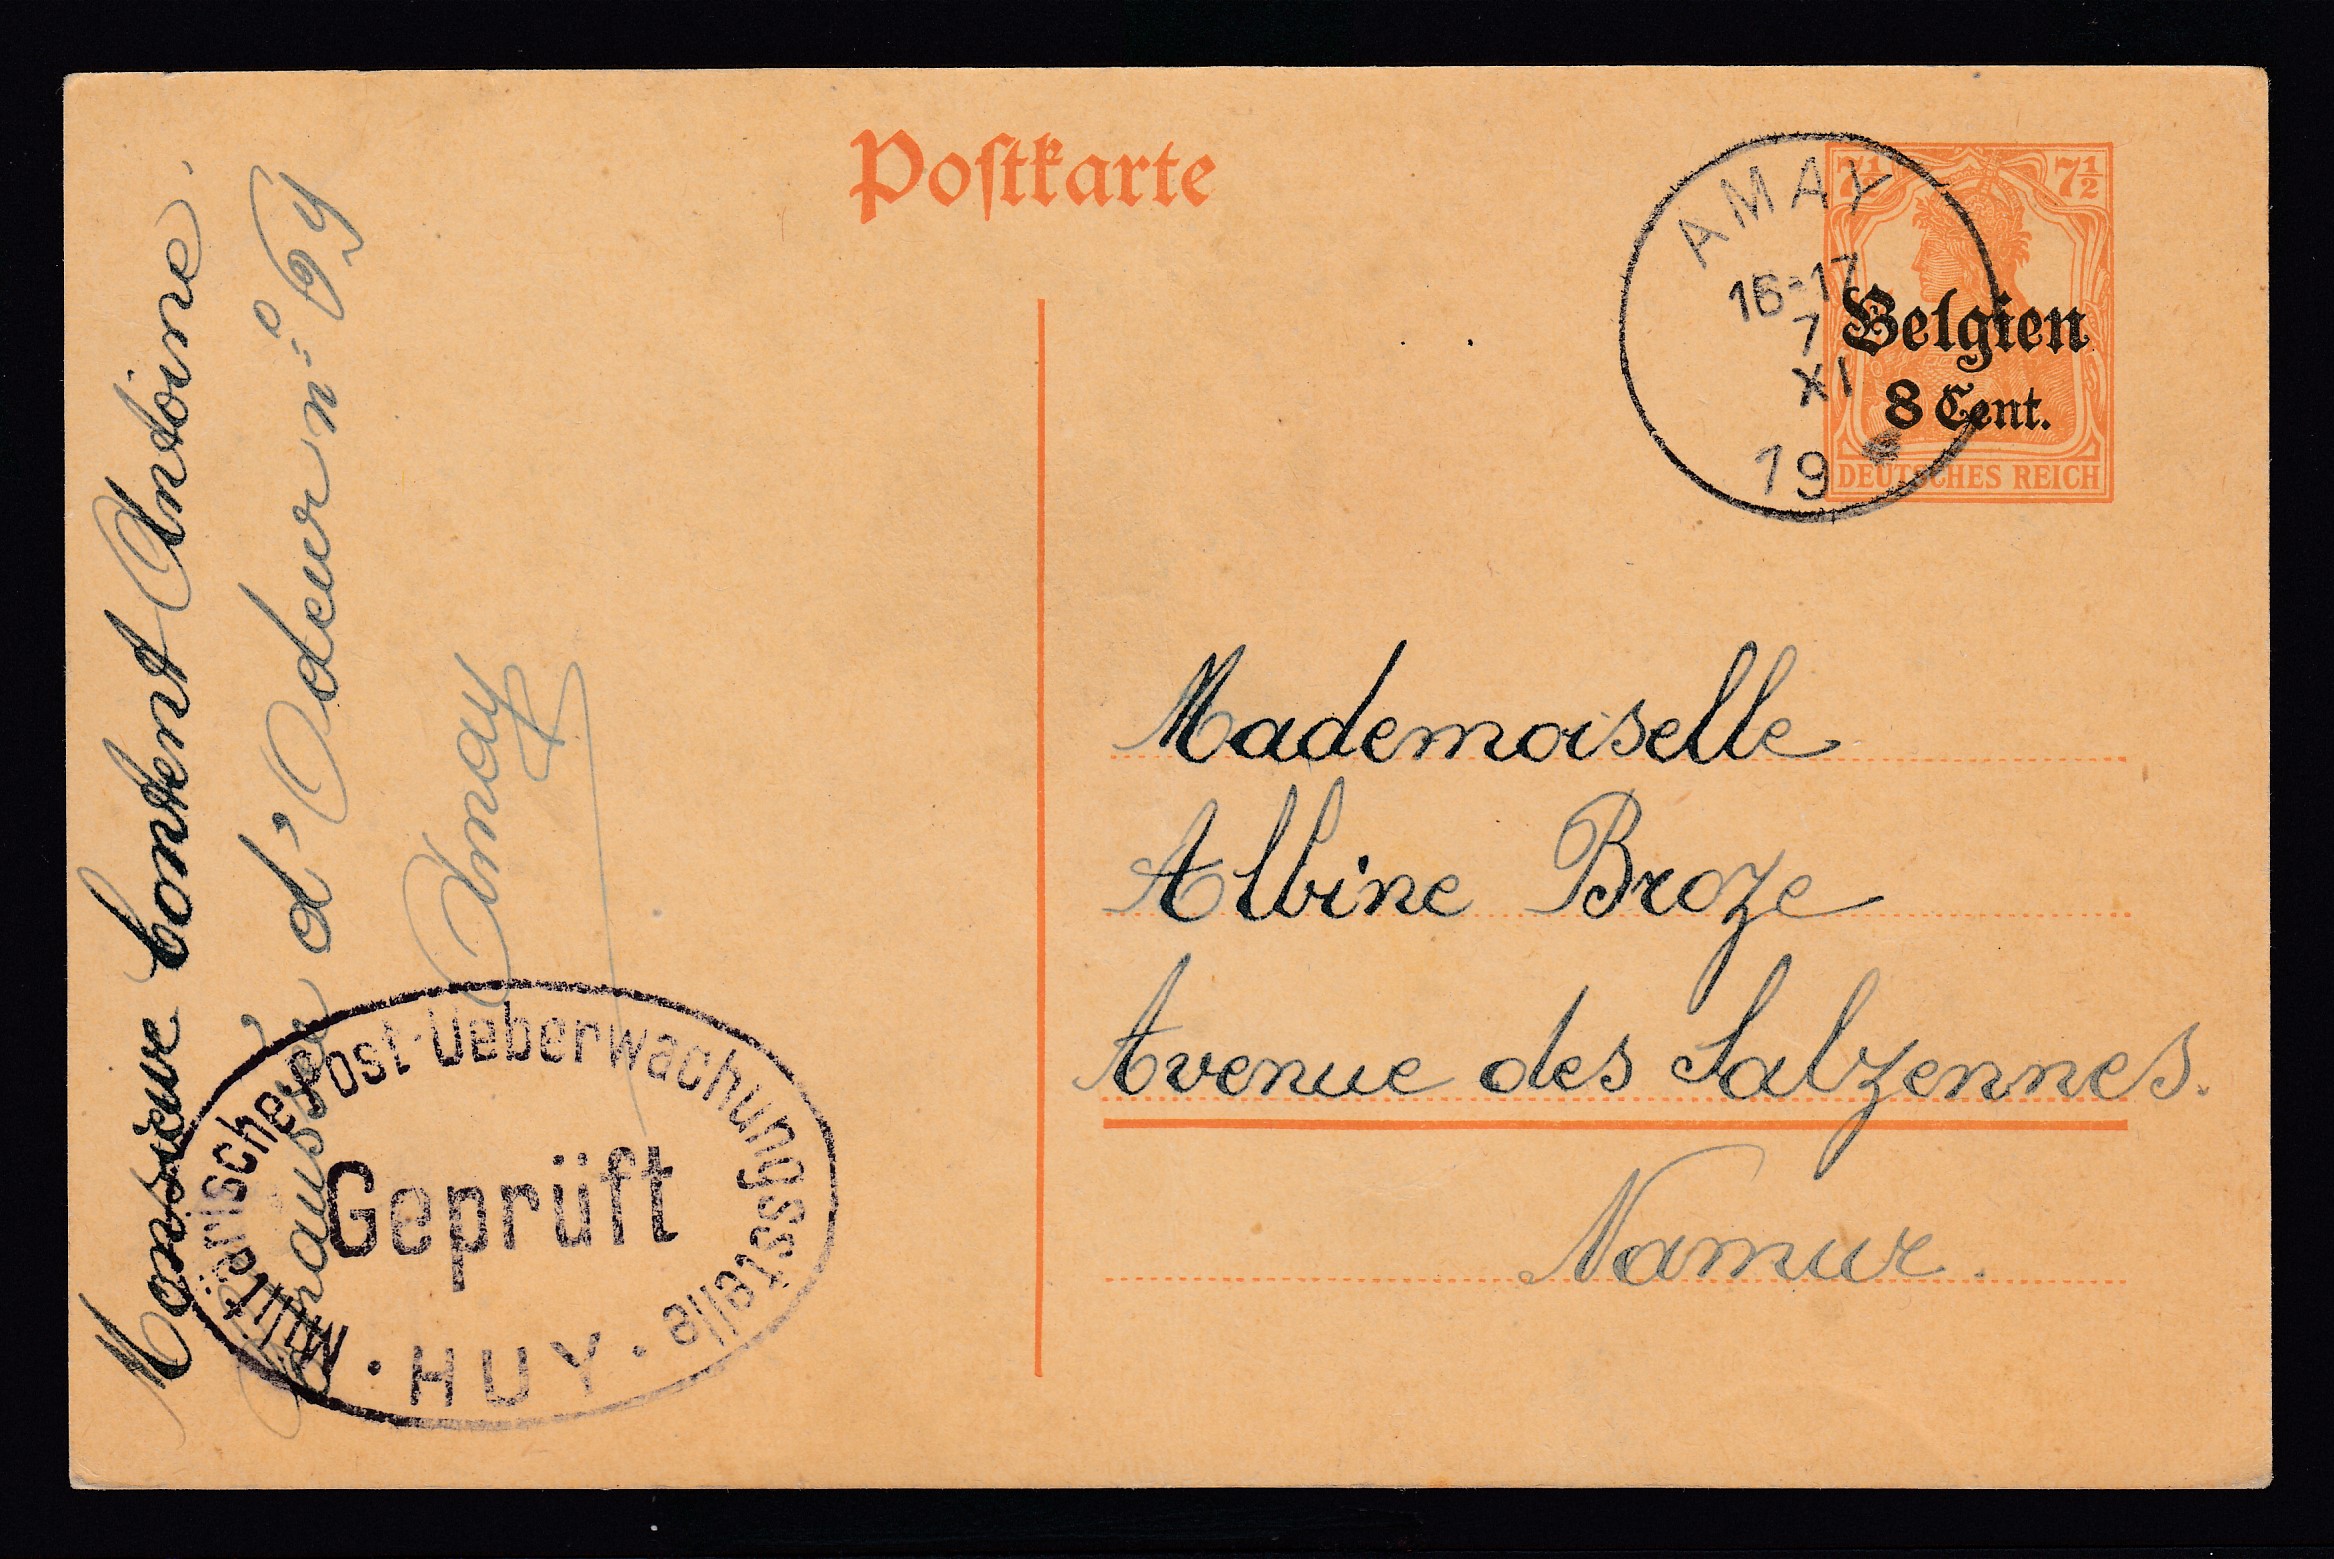 Postkarte
7½ 7½
Belgien
8 Cent.
DEUTSCHES REICH
AMAY
16-17
7
XI
19
Monsieur Content Antoine.
Chaussée d'Odeur n=°
Amay
Mademoiselle
Albine Broze
Avenue des Salzennes.
Namur.
Militärische Post-Ueberwachungsstelle
Geprüft
· HUY ·